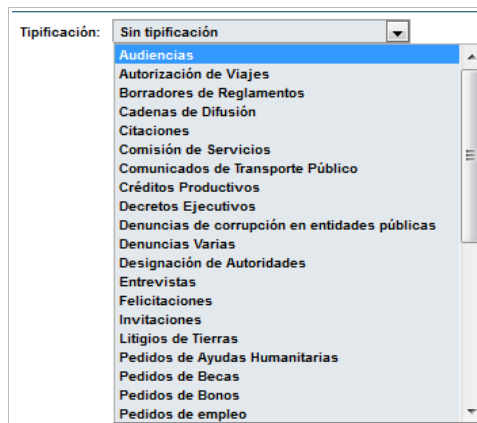 Tipificación: Sin tipificación
Audiencias
Autorización de Viajes
Borradores de Reglamentos
Cadenas de Difusión
Citaciones
Comisión de Servicios
Comunicados de Transporte Público
Créditos Productivos
Decretos Ejecutivos
Denuncias de corrupción en entidades públicas
Denuncias Varias
Designación de Autoridades
Entrevistas
Felicitaciones
Invitaciones
Litigios de Tierras
Pedidos de Ayudas Humanitarias
Pedidos de Becas
Pedidos de Bonos
Pedidos de empleo